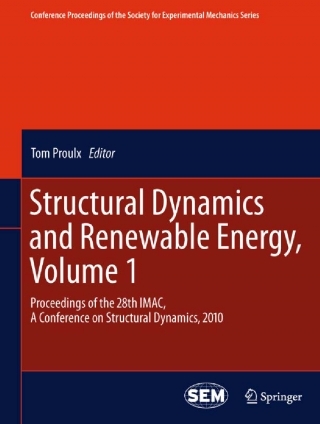 Conference Proceedings of the Society for Experimental Mechanics Series
Tom Proulx Editor
Structural Dynamics
and Renewable Energy,
Volume 1
Proceedings of the 28th IMAC,
A Conference on Structural Dynamics, 2010
SEM
Springer